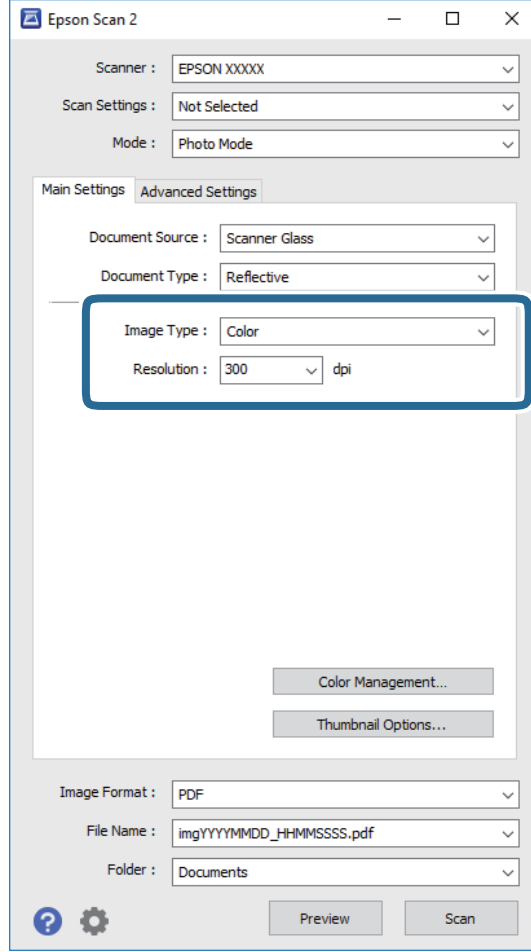 Epson Scan 2
Scanner : EPSON XXXXX
Scan Settings : Not Selected
Mode : Photo Mode
Main Settings Advanced Settings
Document Source : Scanner Glass
Document Type : Reflective
Image Type : Color
Resolution : 300 dpi
Color Management...
Thumbnail Options...
Image Format : PDF
File Name : imgYYYYMMDD_HHMMSSSS.pdf
Folder : Documents
? Preview Scan